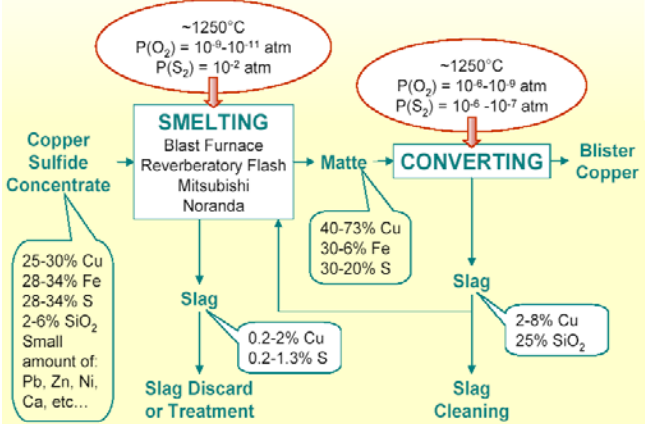 ~1250°C
P(O₂) = 10⁻⁹-10⁻¹¹ atm
P(S₂) = 10⁻² atm
~1250°C
P(O₂) = 10⁻⁶-10⁻⁹ atm
P(S₂) = 10⁻⁶ -10⁻⁷ atm
Copper
Sulfide
Concentrate
SMELTING
Blast Furnace
Reverberatory Flash
Mitsubishi
Noranda
Matte
CONVERTING
Blister
Copper
25-30% Cu
28-34% Fe
28-34% S
2-6% SiO₂
Small
amount of:
Pb, Zn, Ni,
Ca, etc...
40-73% Cu
30-6% Fe
30-20% S
Slag
0.2-2% Cu
0.2-1.3% S
Slag Discard
or Treatment
Slag
2-8% Cu
25% SiO₂
Slag
Cleaning